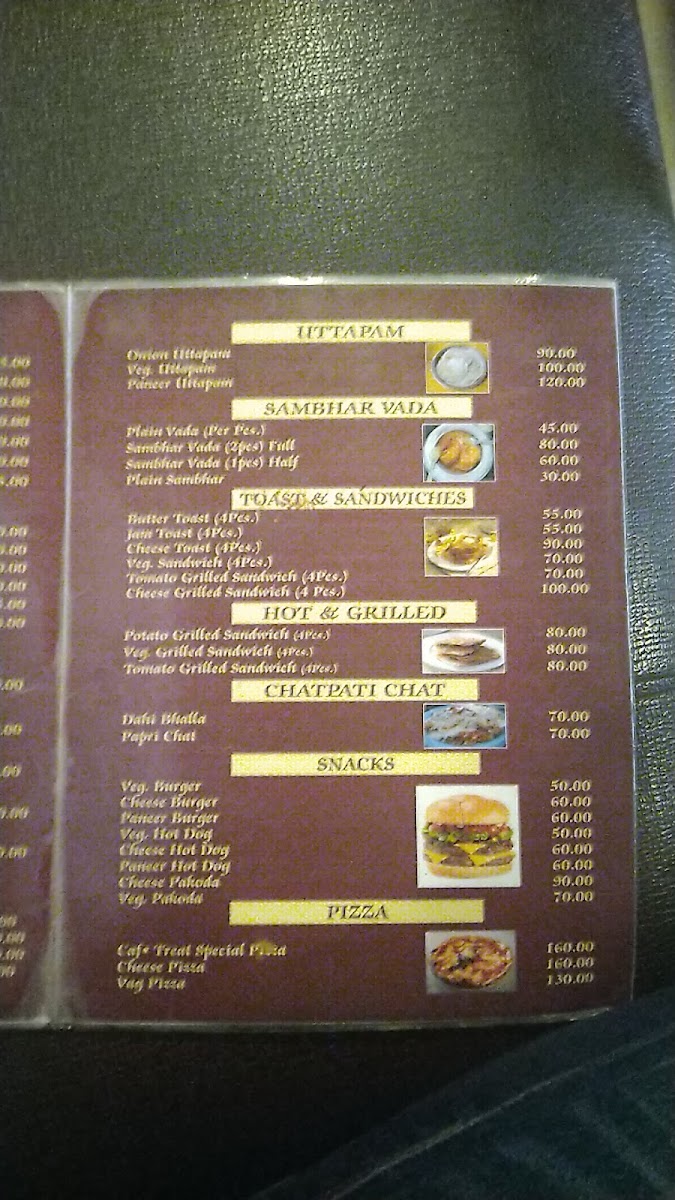 UTTAPAM
Onion Uttapam 90.00
Veg. Uttapam 100.00
Paneer Uttapam 120.00
SAMBHAR VADA
Plain Vada (Per Pcs.) 45.00
Sambhar Vada (2pcs) Full 80.00
Sambhar Vada (1pcs) Half 60.00
Plain Sambhar 30.00
TOAST & SANDWICHES
Butter Toast (4Pcs.) 55.00
Jam Toast (4Pcs.) 55.00
Cheese Toast (4Pcs.) 90.00
Veg. Sandwich (4Pcs.) 70.00
Tomato Grilled Sandwich (4Pcs.) 70.00
Cheese Grilled Sandwich (4 Pcs.) 100.00
HOT & GRILLED
Potato Grilled Sandwich (4Pcs.) 80.00
Veg. Grilled Sandwich (4Pcs.) 80.00
Tomato Grilled Sandwich (4Pcs.) 80.00
CHATPATI CHAT
Dahi Bhalla 70.00
Papri Chat 70.00
SNACKS
Veg. Burger 50.00
Cheese Burger 60.00
Paneer Burger 60.00
Veg. Hot Dog 50.00
Cheese Hot Dog 60.00
Paneer Hot Dog 60.00
Cheese Pakoda 90.00
Veg. Pakoda 70.00
PIZZA
Caf• Treat Special Pizza 160.00
Cheese Pizza 160.00
Vag Pizza 130.00